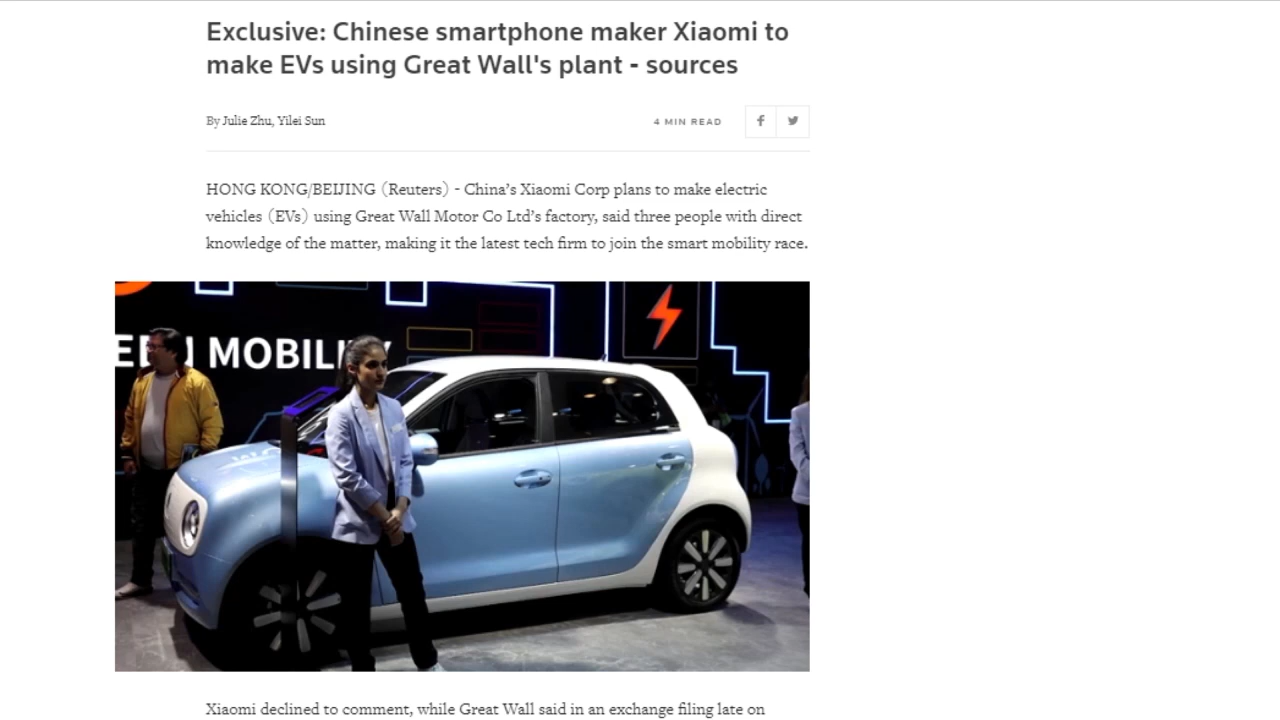 Exclusive: Chinese smartphone maker Xiaomi to
make EVs using Great Wall's plant - sources
By Julie Zhu, Yilei Sun
4 MIN READ
HONG KONG/BEIJING (Reuters) - China’s Xiaomi Corp plans to make electric
vehicles (EVs) using Great Wall Motor Co Ltd’s factory, said three people with direct
knowledge of the matter, making it the latest tech firm to join the smart mobility race.
MOBILITY
Xiaomi declined to comment, while Great Wall said in an exchange filing late on